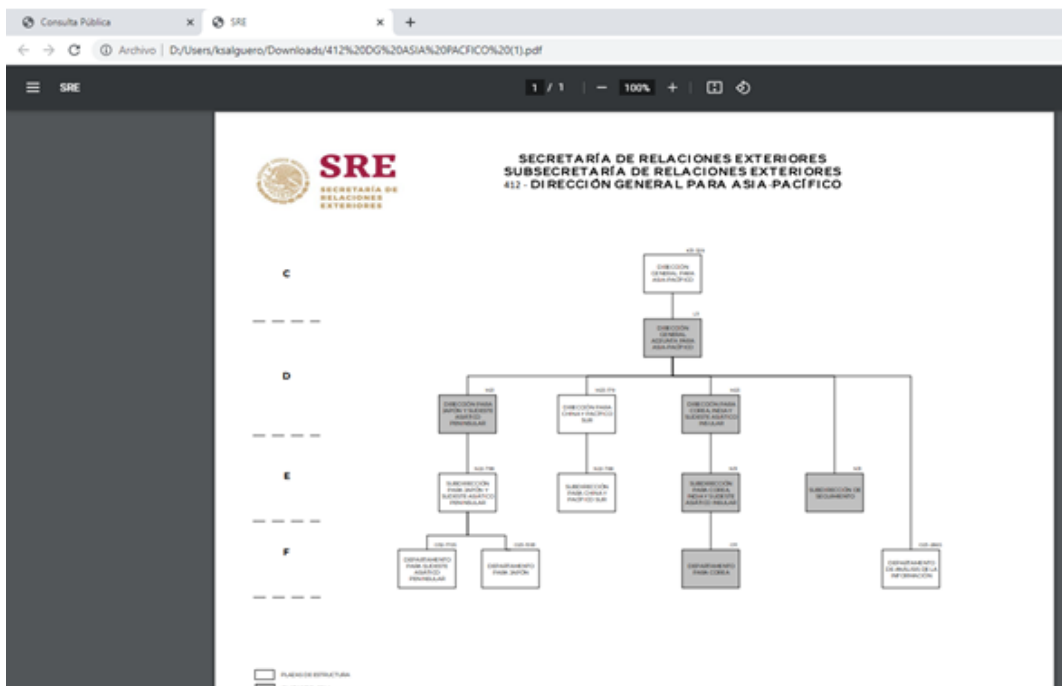 Consulta Pública
SRE
Archivo | D:/Users/ksalguero/Downloads/412%20DG%20ASIA%20PACFICO%20(1).pdf
SRE
1 / 1
100%
SRE
SECRETARÍA DE
RELACIONES
EXTERIORES
SECRETARÍA DE RELACIONES EXTERIORES
SUBSECRETARÍA DE RELACIONES EXTERIORES
412 - DIRECCIÓN GENERAL PARA ASIA-PACÍFICO
C
DIRECCIÓN
GENERAL PARA
ASIA-PACÍFICO
DIRECCIÓN
GENERAL
ADJUNTA PARA
ASIA-PACÍFICO
D
DIRECCIÓN PARA
JAPÓN Y SUDESTE
ASIÁTICO
PENINSULAR
DIRECCIÓN PARA
CHINA Y PACÍFICO
SUR
DIRECCIÓN PARA
COREA, INDIA Y
SUDESTE ASIÁTICO
INSULAR
E
SUBDIRECCIÓN
PARA JAPÓN Y
SUDESTE ASIÁTICO
PENINSULAR
SUBDIRECCIÓN
PARA CHINA Y
PACÍFICO SUR
SUBDIRECCIÓN
PARA COREA,
INDIA Y SUDESTE
ASIÁTICO INSULAR
SUBDIRECCIÓN DE
SEGUIMIENTO
F
DEPARTAMENTO
PARA SUDESTE
ASIÁTICO
PENINSULAR
DEPARTAMENTO
PARA JAPÓN
DEPARTAMENTO
PARA COREA
DEPARTAMENTO
DE ANÁLISIS DE LA
INFORMACIÓN
PLAZAS DE ESTRUCTURA